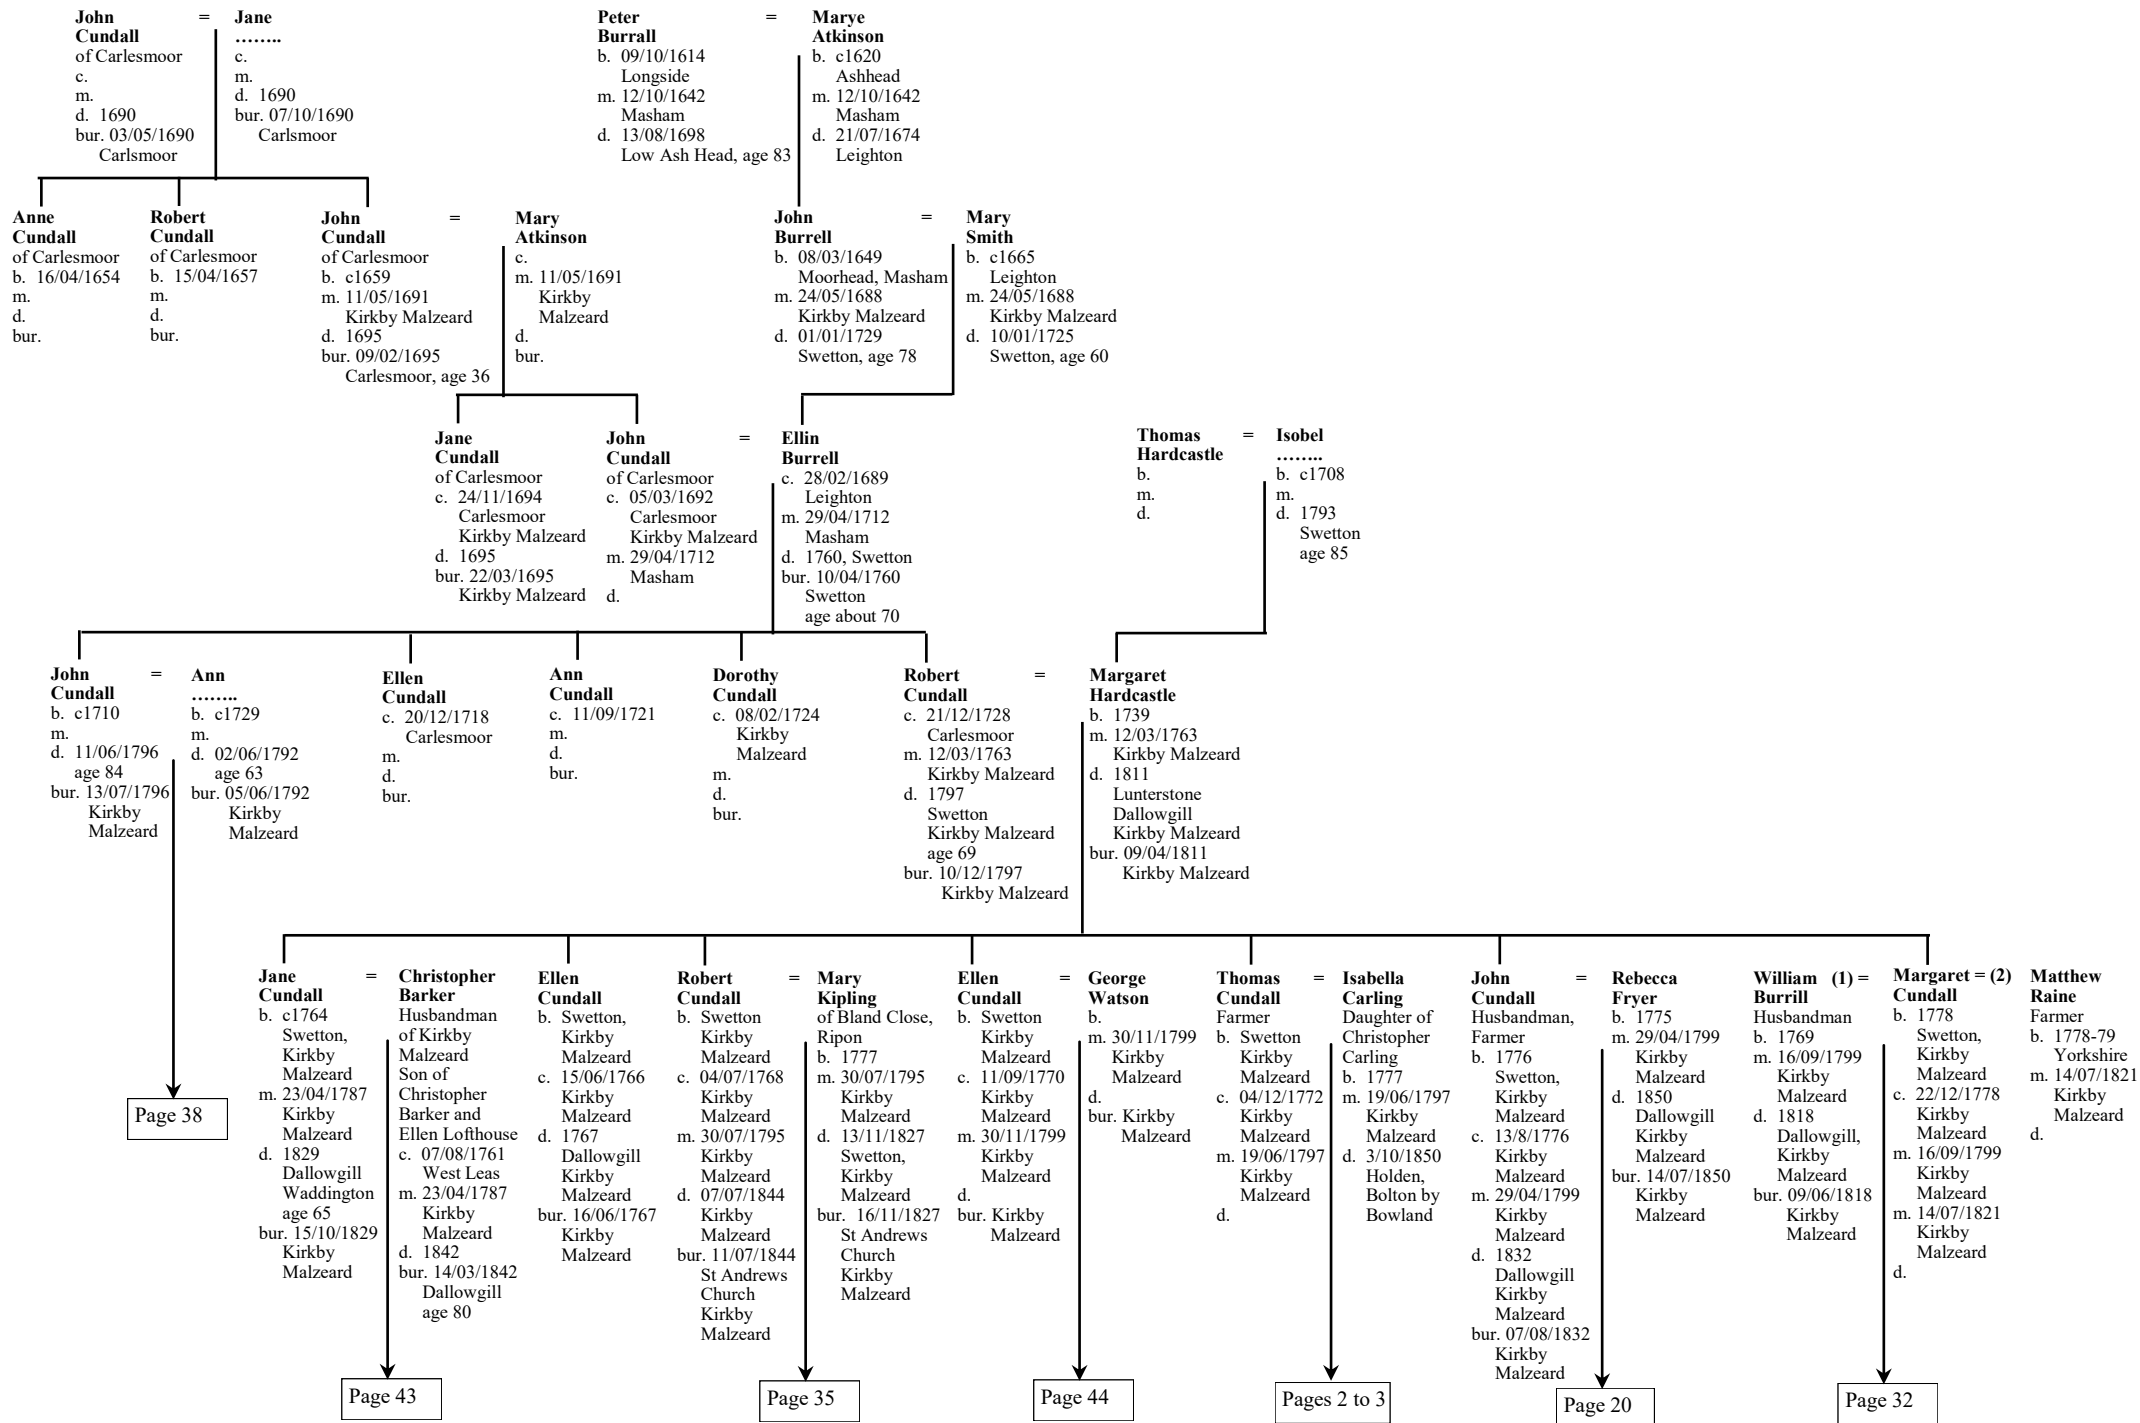 John =
Cundall
of Carlesmoor
c.
m.
d. 1690
bur. 03/05/1690
Carlsmoor
Jane
……..
c.
m.
d. 1690
bur. 07/10/1690
Carlsmoor
Peter =
Burrall
b. 09/10/1614
Longside
m. 12/10/1642
Masham
d. 13/08/1698
Low Ash Head, age 83
Marye
Atkinson
b. c1620
Ashhead
m. 12/10/1642
Masham
d. 21/07/1674
Leighton
Anne
Cundall
of Carlesmoor
b. 16/04/1654
m.
d.
bur.
Robert
Cundall
of Carlesmoor
b. 15/04/1657
m.
d.
bur.
John =
Cundall
of Carlesmoor
b. c1659
m. 11/05/1691
Kirkby Malzeard
d. 1695
bur. 09/02/1695
Carlesmoor, age 36
Mary
Atkinson
c.
m. 11/05/1691
Kirkby
Malzeard
d.
bur.
John =
Burrell
b. 08/03/1649
Moorhead, Masham
m. 24/05/1688
Kirkby Malzeard
d. 01/01/1729
Swetton, age 78
Mary
Smith
b. c1665
Leighton
m. 24/05/1688
Kirkby Malzeard
d. 10/01/1725
Swetton, age 60
Jane
Cundall
of Carlesmoor
c. 24/11/1694
Carlesmoor
Kirkby Malzeard
d. 1695
bur. 22/03/1695
Kirkby Malzeard
John =
Cundall
of Carlesmoor
c. 05/03/1692
Carlesmoor
Kirkby Malzeard
m. 29/04/1712
Masham
d.
Ellin
Burrell
c. 28/02/1689
Leighton
m. 29/04/1712
Masham
d. 1760, Swetton
bur. 10/04/1760
Swetton
age about 70
Thomas =
Hardcastle
b.
m.
d.
Isobel
……..
b. c1708
m.
d. 1793
Swetton
age 85
John =
Cundall
b. c1710
m.
d. 11/06/1796
age 84
bur. 13/07/1796
Kirkby
Malzeard
Ann
……..
b. c1729
m.
d. 02/06/1792
age 63
bur. 05/06/1792
Kirkby
Malzeard
Ellen
Cundall
c. 20/12/1718
Carlesmoor
m.
d.
bur.
Ann
Cundall
c. 11/09/1721
m.
d.
bur.
Dorothy
Cundall
c. 08/02/1724
Kirkby
Malzeard
m.
d.
bur.
Robert =
Cundall
c. 21/12/1728
Carlesmoor
m. 12/03/1763
Kirkby Malzeard
d. 1797
Swetton
Kirkby Malzeard
age 69
bur. 10/12/1797
Kirkby Malzeard
Margaret
Hardcastle
b. 1739
m. 12/03/1763
Kirkby Malzeard
d. 1811
Lunterstone
Dallowgill
Kirkby Malzeard
bur. 09/04/1811
Kirkby Malzeard
Page 38
Jane =
Cundall
b. c1764
Swetton,
Kirkby
Malzeard
m. 23/04/1787
Kirkby
Malzeard
d. 1829
Dallowgill
Waddington
age 65
bur. 15/10/1829
Kirkby
Malzeard
Christopher
Barker
Husbandman
of Kirkby
Malzeard
Son of
Christopher
Barker and
Ellen Lofthouse
c. 07/08/1761
West Leas
m. 23/04/1787
Kirkby
Malzeard
d. 1842
bur. 14/03/1842
Dallowgill
age 80
Ellen
Cundall
b. Swetton,
Kirkby
Malzeard
c. 15/06/1766
Kirkby
Malzeard
d. 1767
Dallowgill
Kirkby
Malzeard
bur. 16/06/1767
Kirkby
Malzeard
Robert =
Cundall
b. Swetton
Kirkby
Malzeard
c. 04/07/1768
Kirkby
Malzeard
m. 30/07/1795
Kirkby
Malzeard
d. 07/07/1844
Kirkby
Malzeard
bur. 11/07/1844
St Andrews
Church
Kirkby
Malzeard
Mary
Kipling
of Bland Close,
Ripon
b. 1777
m. 30/07/1795
Kirkby
Malzeard
d. 13/11/1827
Swetton,
Kirkby
Malzeard
bur. 16/11/1827
St Andrews
Church
Kirkby
Malzeard
Ellen =
Cundall
b. Swetton
Kirkby
Malzeard
c. 11/09/1770
Kirkby
Malzeard
m. 30/11/1799
Kirkby
Malzeard
d.
bur. Kirkby
Malzeard
George
Watson
b.
m. 30/11/1799
Kirkby
Malzeard
d.
bur. Kirkby
Malzeard
Thomas =
Cundall
Farmer
b. Swetton
Kirkby
Malzeard
c. 04/12/1772
Kirkby
Malzeard
m. 19/06/1797
Kirkby
Malzeard
d.
Isabella
Carling
Daughter of
Christopher
Carling
b. 1777
m. 19/06/1797
Kirkby
Malzeard
d. 3/10/1850
Holden,
Bolton by
Bowland
John =
Cundall
Husbandman,
Farmer
b. 1776
Swetton,
Kirkby
Malzeard
c. 13/8/1776
Kirkby
Malzeard
m. 29/04/1799
Kirkby
Malzeard
d. 1832
Dallowgill
Kirkby
Malzeard
bur. 07/08/1832
Kirkby
Malzeard
Rebecca
Fryer
b. 1775
m. 29/04/1799
Kirkby
Malzeard
d. 1850
Dallowgill
Kirkby
Malzeard
bur. 14/07/1850
Kirkby
Malzeard
William (1) =
Burrill
Husbandman
b. 1769
m. 16/09/1799
Kirkby
Malzeard
d. 1818
Dallowgill,
Kirkby
Malzeard
bur. 09/06/1818
Kirkby
Malzeard
Margaret = (2)
Cundall
b. 1778
Swetton,
Kirkby
Malzeard
c. 22/12/1778
Kirkby
Malzeard
m. 16/09/1799
Kirkby
Malzeard
m. 14/07/1821
Kirkby
Malzeard
d.
Matthew
Raine
Farmer
b. 1778-79
Yorkshire
m. 14/07/1821
Kirkby
Malzeard
d.
Page 43
Page 35
Page 44
Pages 2 to 3
Page 20
Page 32